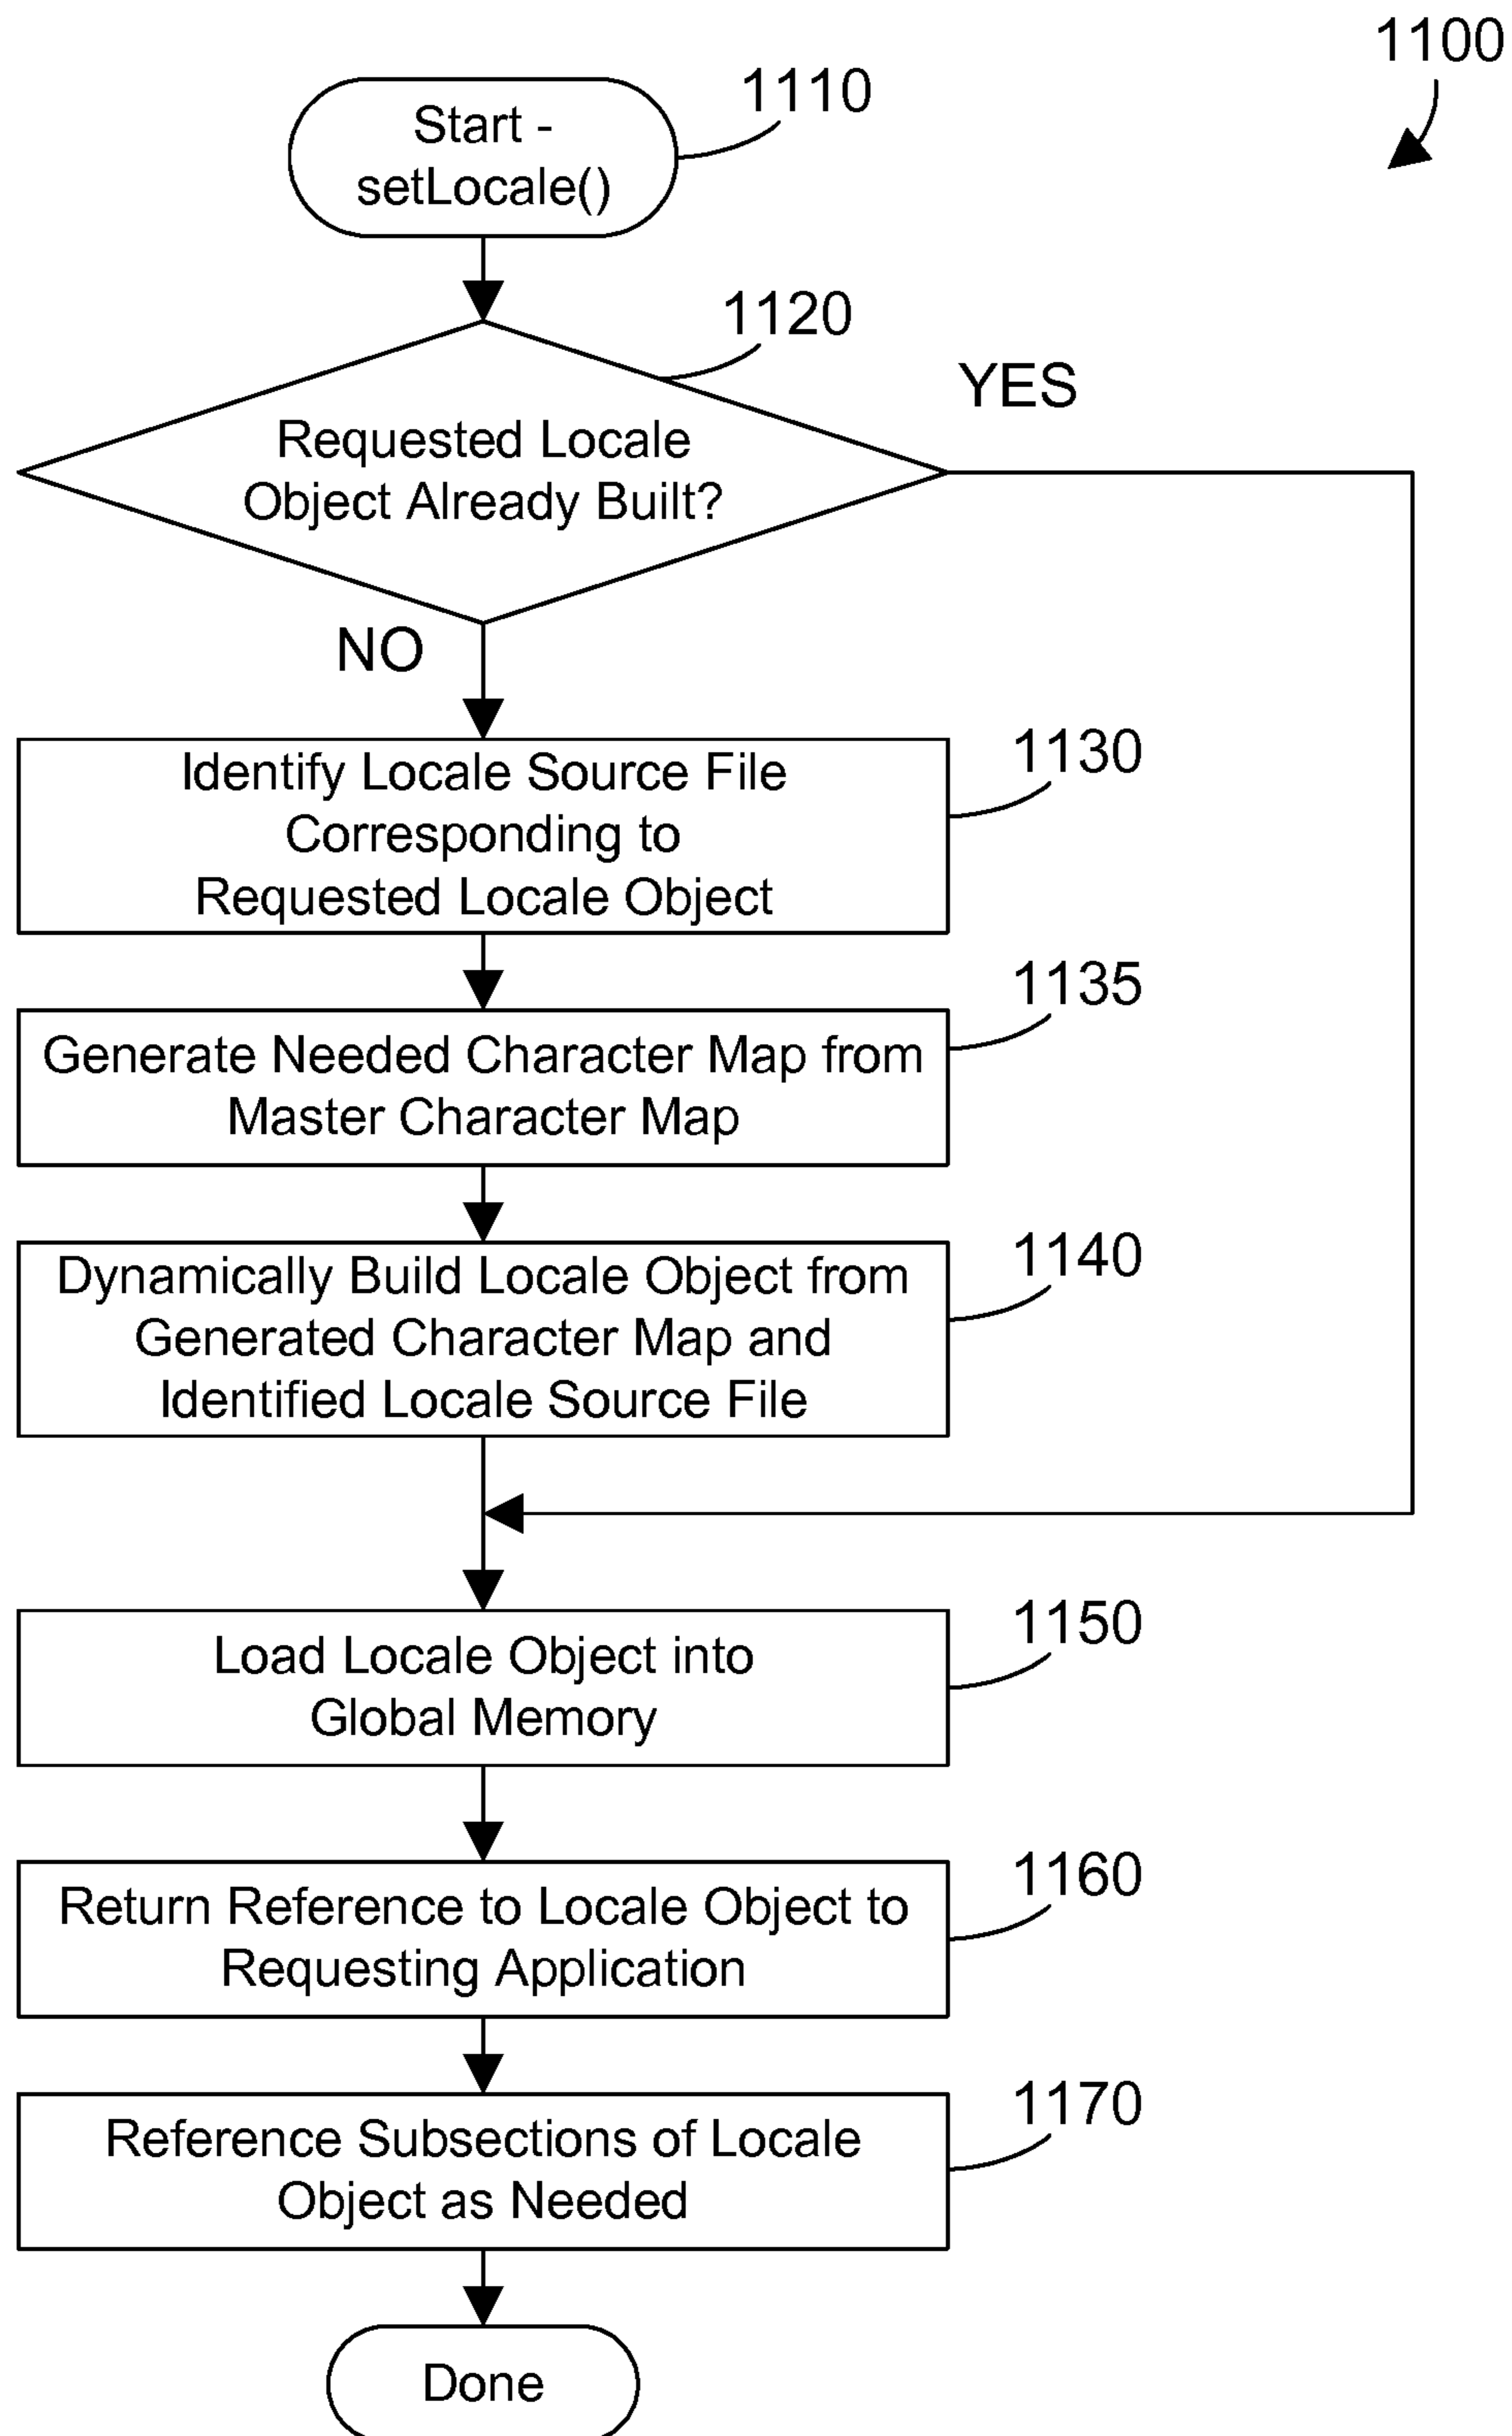 1100
1110
Start -
setLocale()
1120
YES
Requested Locale
Object Already Built?
NO
1130
Identify Locale Source File
Corresponding to
Requested Locale Object
1135
Generate Needed Character Map from
Master Character Map
1140
Dynamically Build Locale Object from
Generated Character Map and
Identified Locale Source File
1150
Load Locale Object into
Global Memory
1160
Return Reference to Locale Object to
Requesting Application
1170
Reference Subsections of Locale
Object as Needed
Done